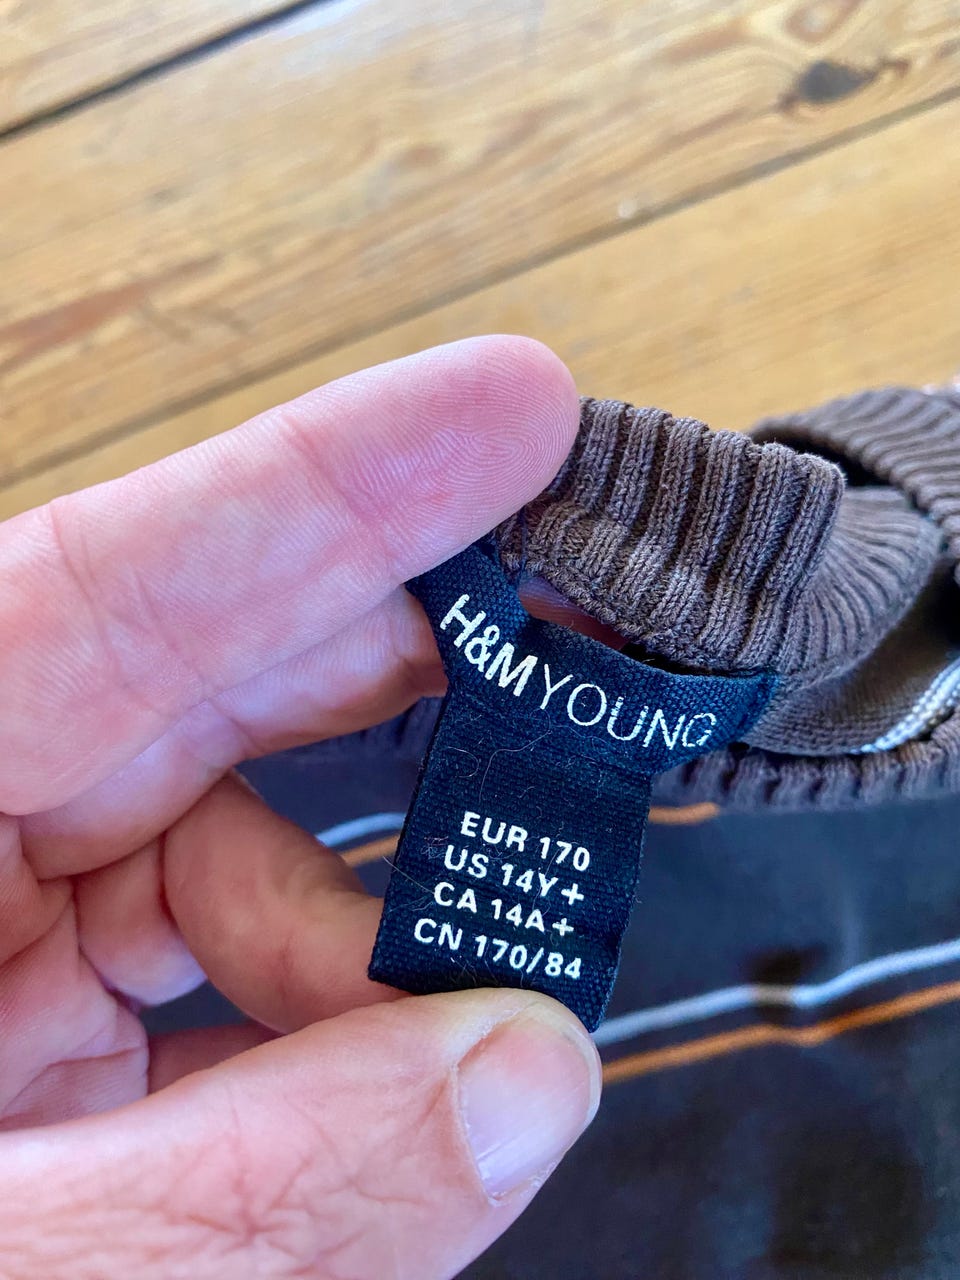 H&M YOUNG
EUR 170
US 14Y+
CA 14A+
CN 170/84